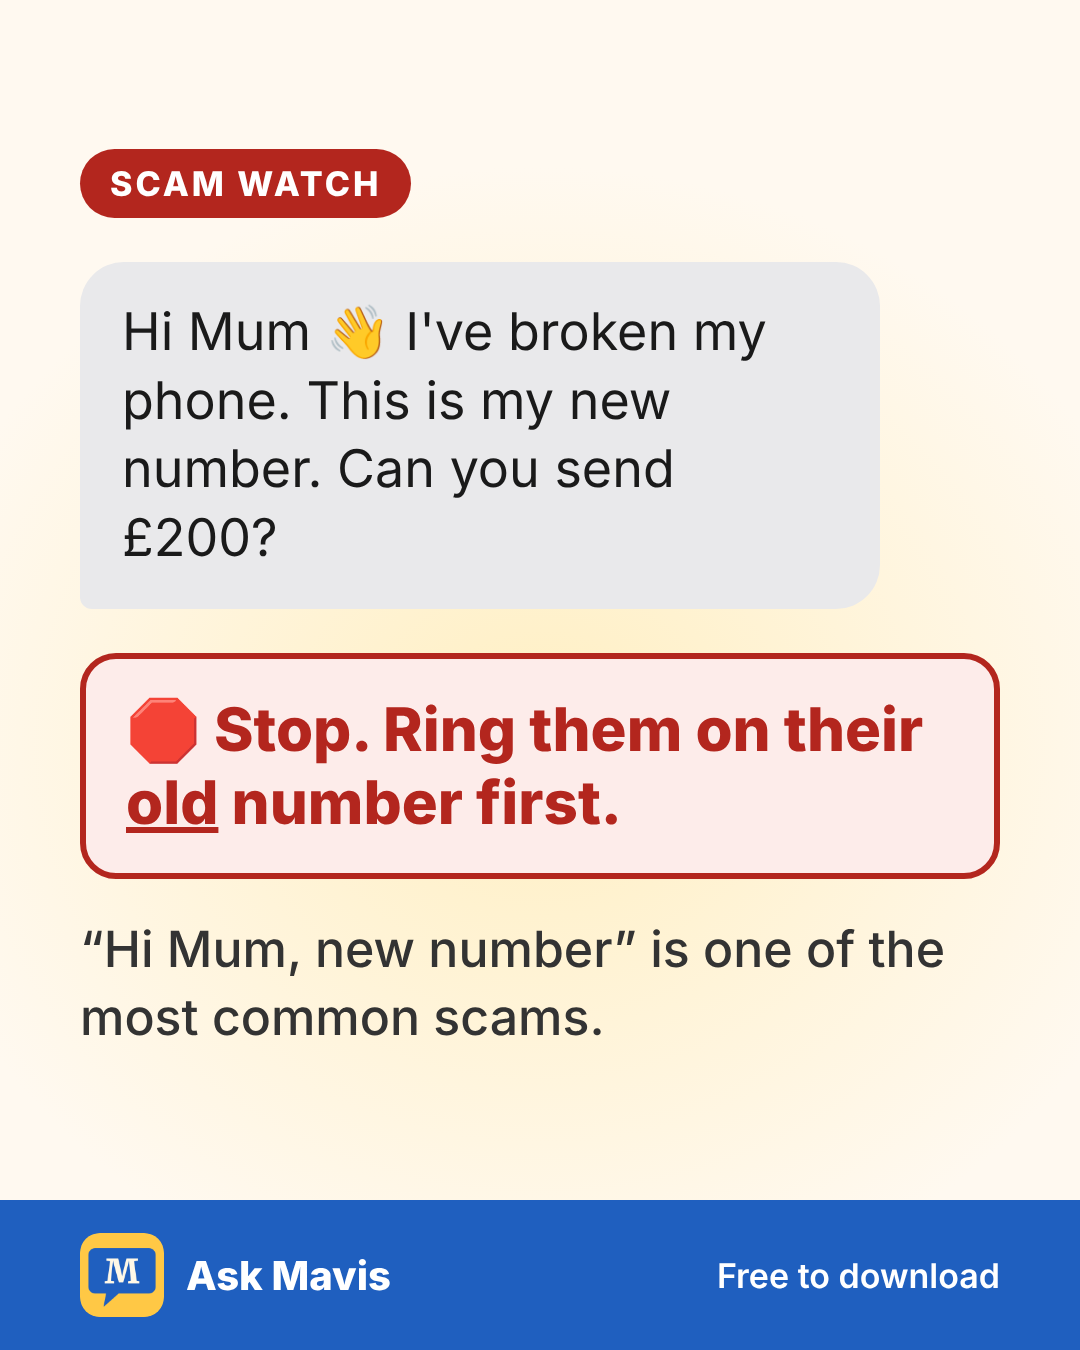 SCAM WATCH
Hi Mum 👋 I've broken my
phone. This is my new
number. Can you send
£200?
🛑 Stop. Ring them on their
old number first.
“Hi Mum, new number” is one of the
most common scams.
M
Ask Mavis
Free to download